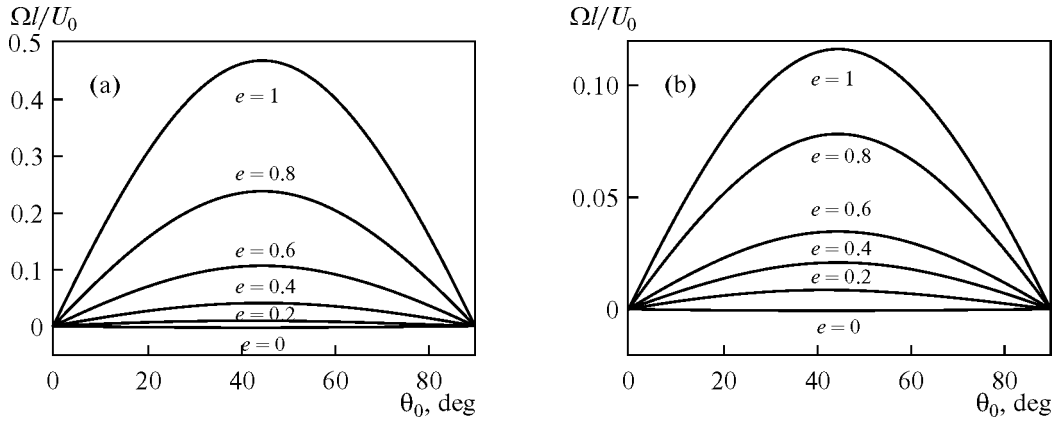 Ωl/U₀
0.5
0.4
0.3
0.2
0.1
0
(a)
e = 1
e = 0.8
e = 0.6
e = 0.4
e = 0.2
e = 0
0 20 40 60 80
θ₀, deg
Ωl/U₀
0.10
0.05
0
(b)
e = 1
e = 0.8
e = 0.6
e = 0.4
e = 0.2
e = 0
0 20 40 60 80
θ₀, deg